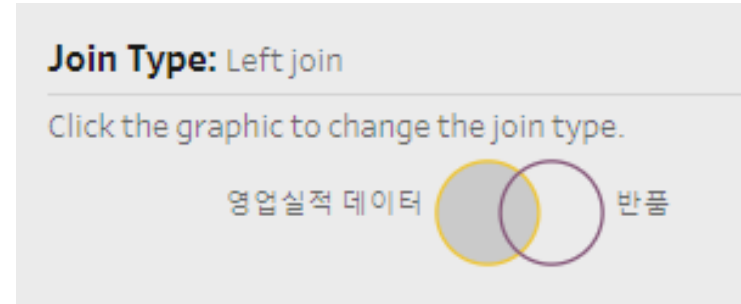 Join Type: Left join
Click the graphic to change the join type.
영업실적 데이터 반품